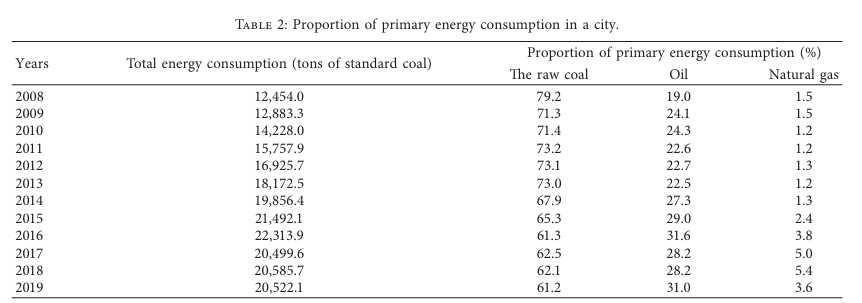 TABLE 2: Proportion of primary energy consumption in a city.
Years Total energy consumption (tons of standard coal) Proportion of primary energy consumption (%)
The raw coal Oil Natural gas
2008 12,454.0 79.2 19.0 1.5
2009 12,883.3 71.3 24.1 1.5
2010 14,228.0 71.4 24.3 1.2
2011 15,757.9 73.2 22.6 1.2
2012 16,925.7 73.1 22.7 1.3
2013 18,172.5 73.0 22.5 1.2
2014 19,856.4 67.9 27.3 1.3
2015 21,492.1 65.3 29.0 2.4
2016 22,313.9 61.3 31.6 3.8
2017 20,499.6 62.5 28.2 5.0
2018 20,585.7 62.1 28.2 5.4
2019 20,522.1 61.2 31.0 3.6